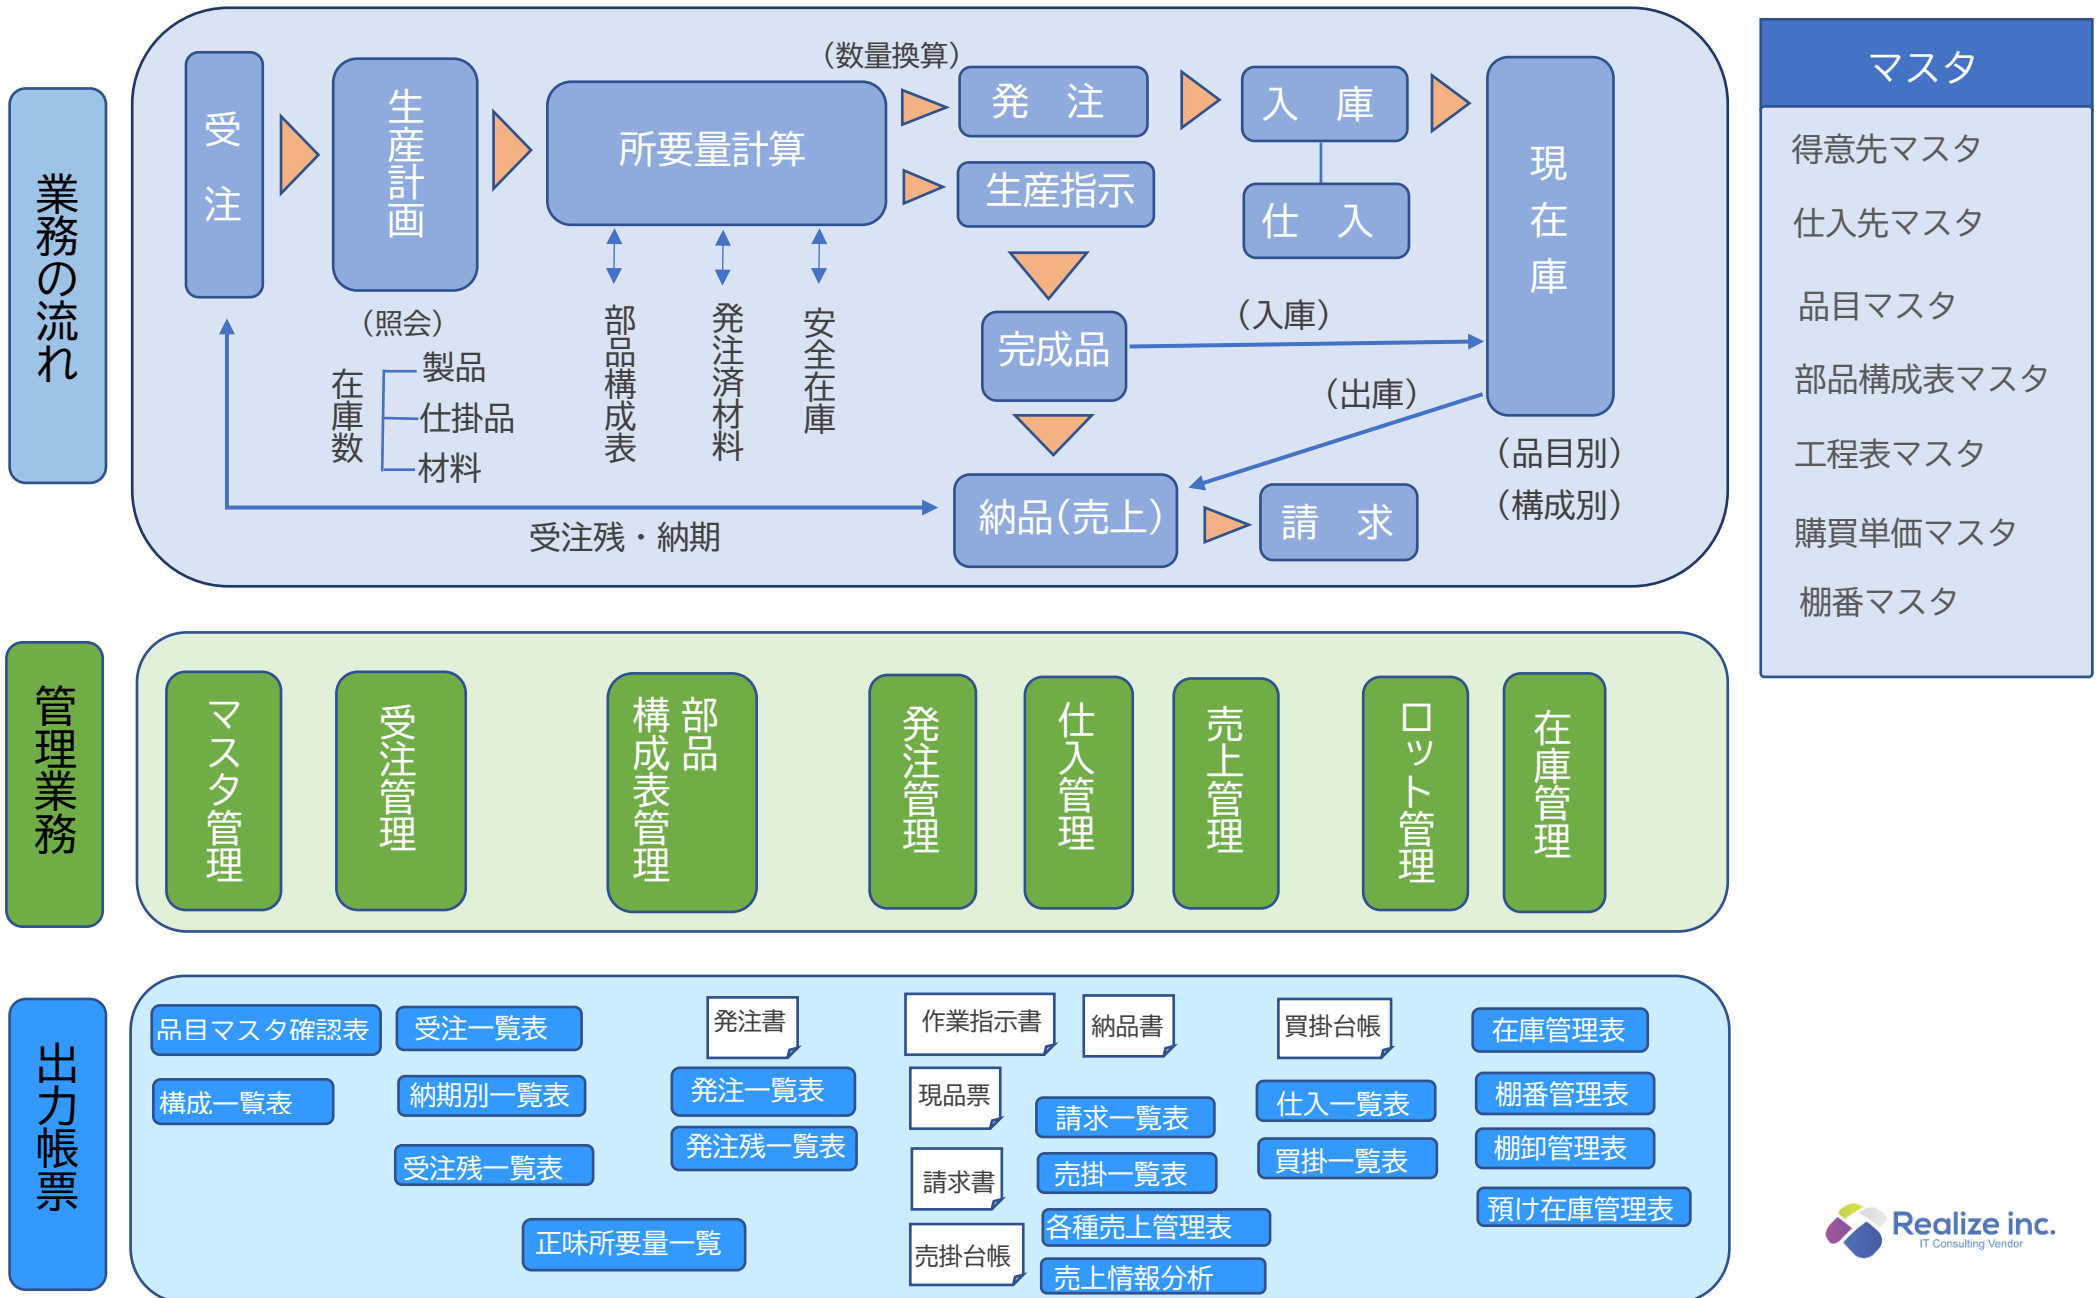 業務の流れ
受注
生産計画
所要量計算
（数量換算）
発　注
生産指示
入　庫
仕　入
現在庫
（照会）
在庫数
製品
仕掛品
材料
部品構成表
発注済材料
安全在庫
完成品
（入庫）
（出庫）
（品目別）
（構成別）
納品（売上）
請　求
受注残・納期
マスタ
得意先マスタ
仕入先マスタ
品目マスタ
部品構成表マスタ
工程表マスタ
購買単価マスタ
棚番マスタ
管理業務
マスタ管理
受注管理
部品
構成表管理
発注管理
仕入管理
売上管理
ロット管理
在庫管理
出力帳票
品目マスタ確認表
構成一覧表
受注一覧表
納期別一覧表
受注残一覧表
正味所要量一覧
発注書
発注一覧表
発注残一覧表
作業指示書
現品票
請求書
売掛台帳
納品書
請求一覧表
売掛一覧表
各種売上管理表
売上情報分析
買掛台帳
仕入一覧表
買掛一覧表
在庫管理表
棚番管理表
棚卸管理表
預け在庫管理表
Realize inc.
IT Consulting Vendor